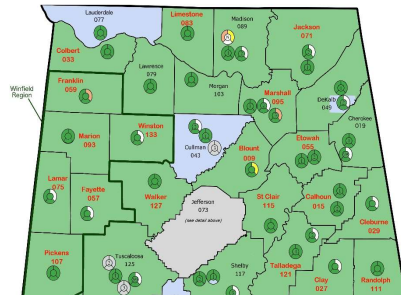 Lauderdale
077
Limestone
083
Madison
089
Jackson
071
Colbert
033
Lawrence
079
Franklin
059
Morgan
103
Marshall
095
DeKalb
049
Cherokee
019
Winfield
Region
Marion
093
Winston
133
Cullman
043
Blount
009
Etowah
055
Lamar
075
Fayette
057
Walker
127
Jefferson
073
(see detail above)
St Clair
115
Calhoun
015
Cleburne
029
Pickens
107
Tuscaloosa
125
Shelby
117
Talladega
121
Clay
027
Randolph
111